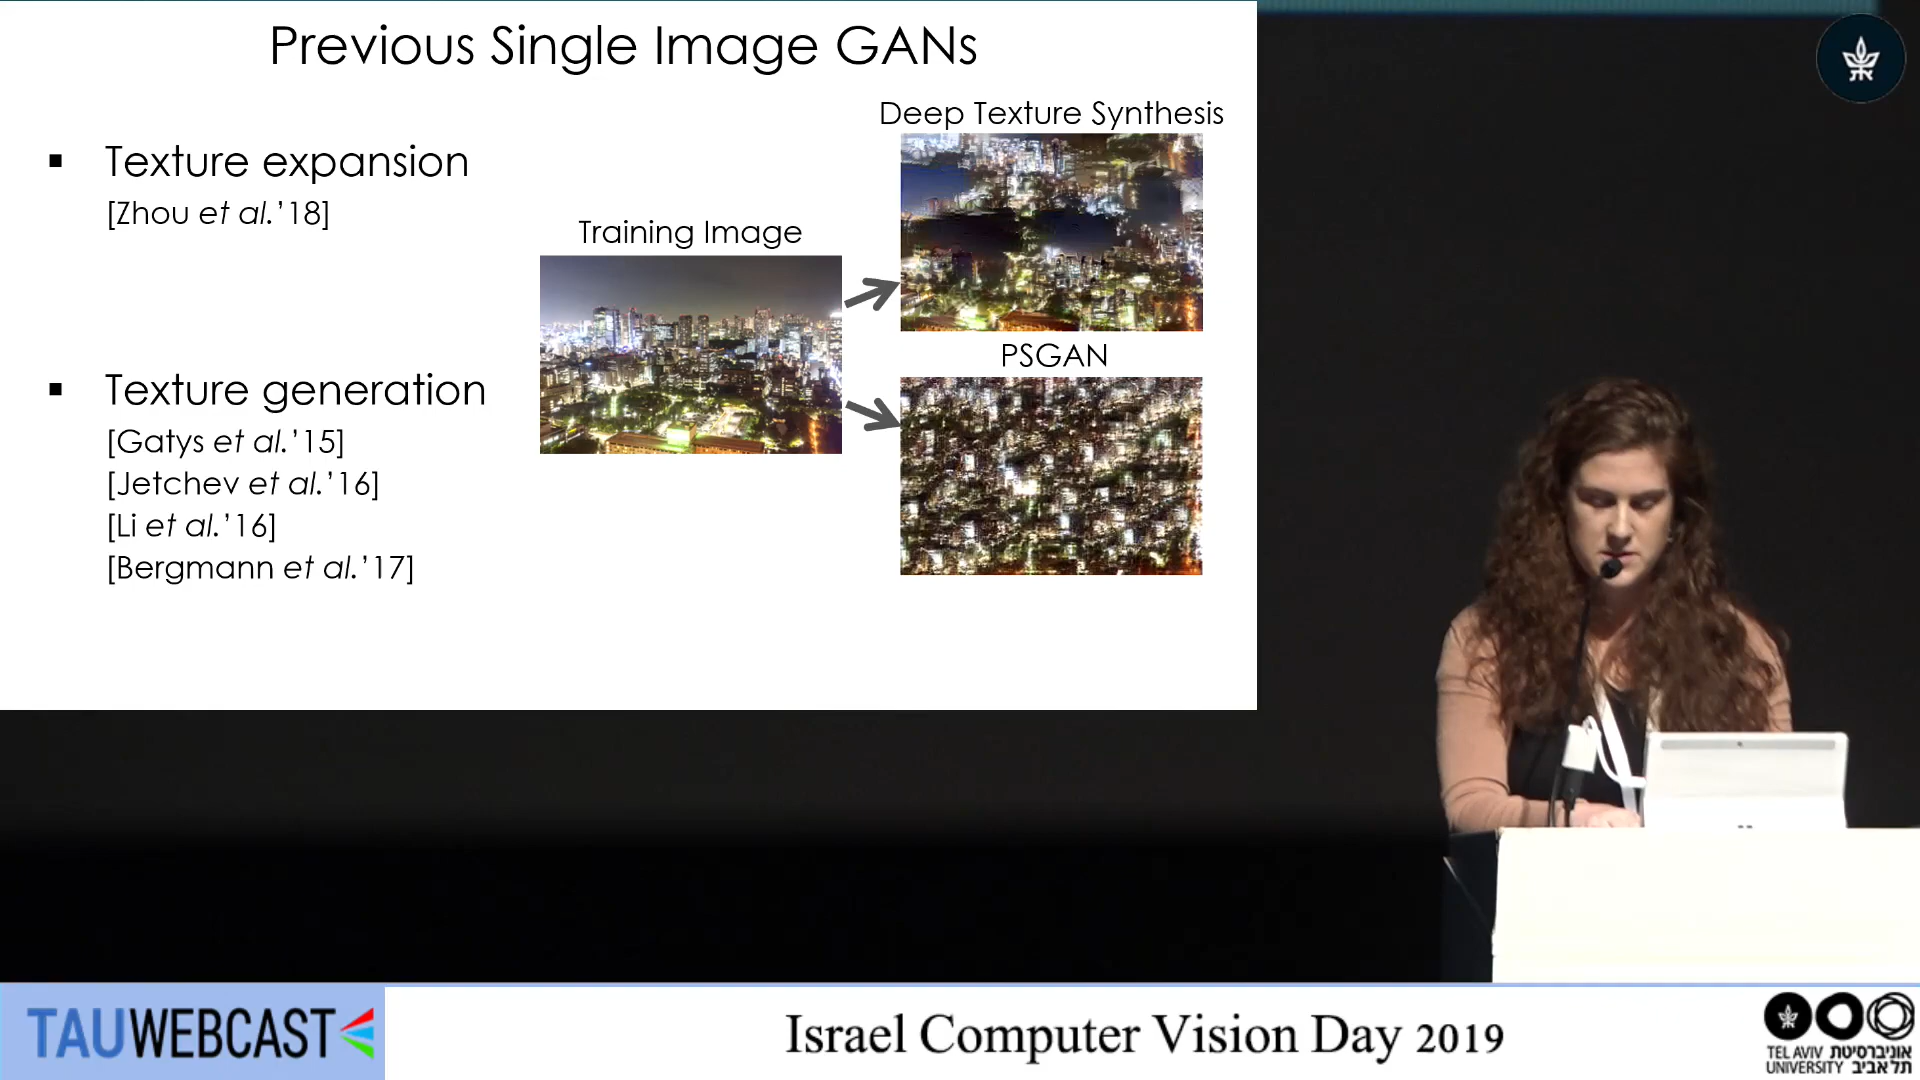 Previous Single Image GANs
▪ Texture expansion
[Zhou et al.'18]
▪ Texture generation
[Gatys et al.'15]
[Jetchev et al.'16]
[Li et al.'16]
[Bergmann et al.'17]
Training Image
Deep Texture Synthesis
PSGAN
את
TAUWEBCAST
Israel Computer Vision Day 2019
TEL AVIV אוניברסיטת
UNIVERSITY תל אביב